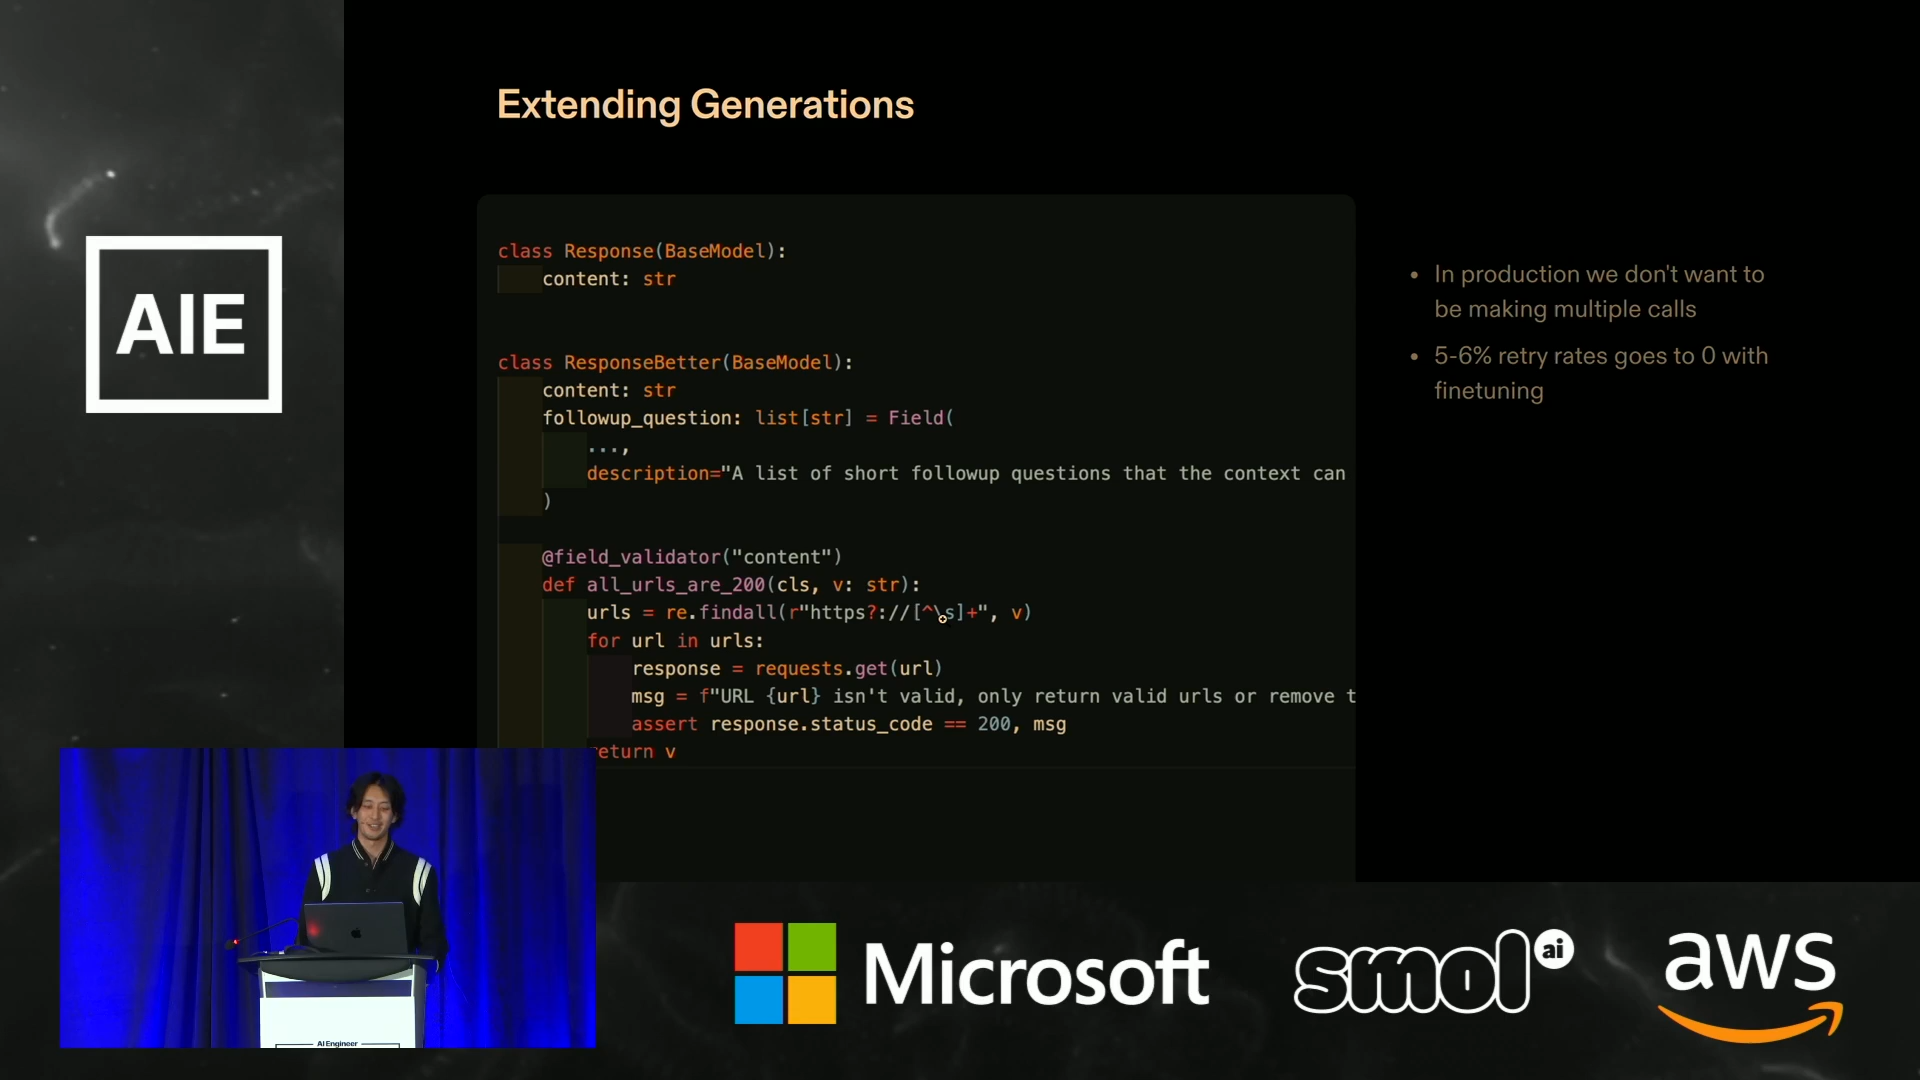 Extending Generations
AIE
class Response(BaseModel):
    content: str
class ResponseBetter(BaseModel):
    content: str
    followup_question: list[str] = Field(
        ...,
        description="A list of short followup questions that the context can
    )
    @field_validator("content")
    def all_urls_are_200(cls, v: str):
        urls = re.findall(r"https?://[^\s]+", v)
        for url in urls:
            response = requests.get(url)
            msg = f"URL {url} isn't valid, only return valid urls or remove t
            assert response.status_code == 200, msg
        return v
• In production we don't want to
be making multiple calls
• 5-6% retry rates goes to 0 with
finetuning
AI Engineer
Microsoft
smol ai
aws